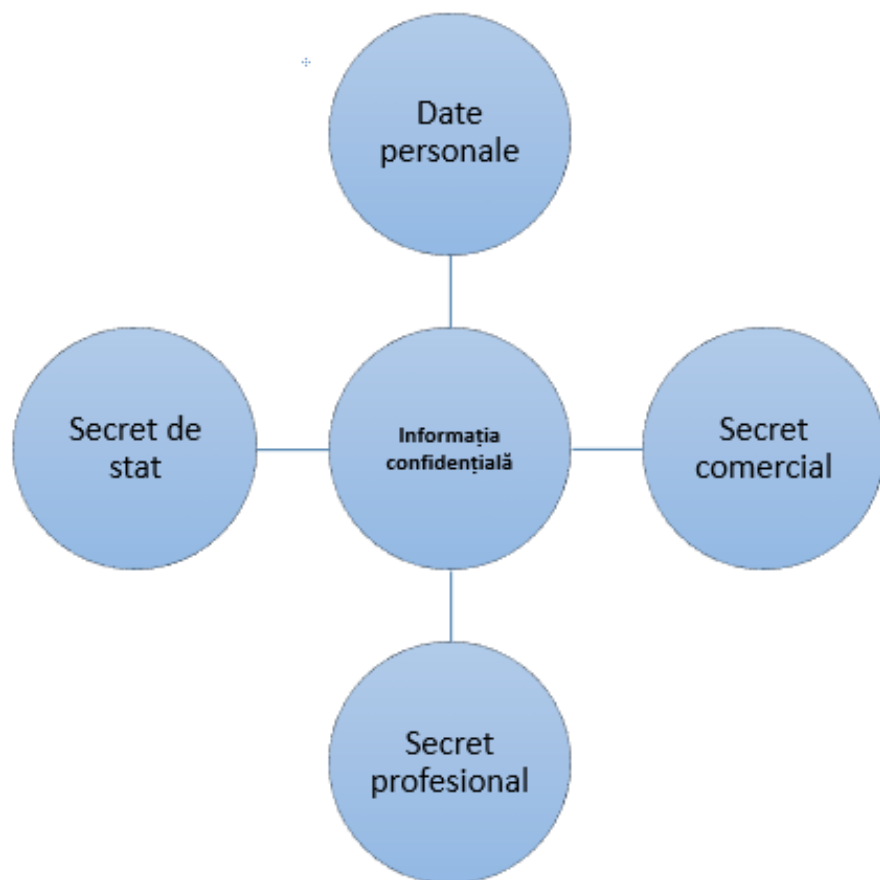 Date
personale
Secret de
stat
Informația
confidențială
Secret
comercial
Secret
profesional